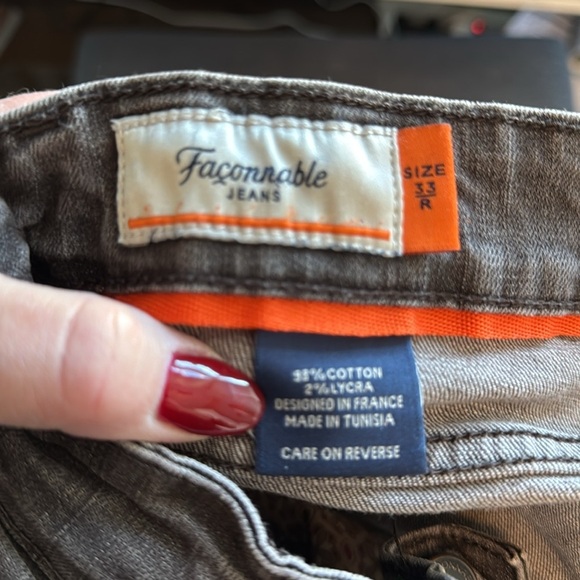 Façonnable
JEANS
SIZE
33
R
98% COTTON
2% LYCRA
DESIGNED IN FRANCE
MADE IN TUNISIA
CARE ON REVERSE